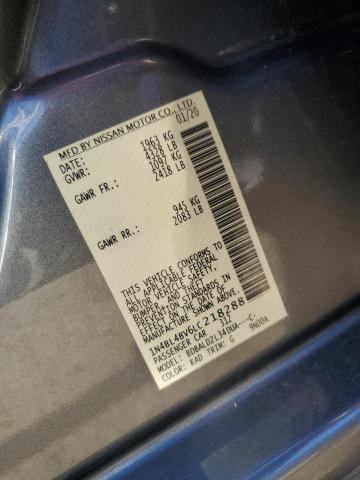 MFD BY NISSAN MOTOR CO., LTD.
DATE: 01/20
GVWR: 1963 KG
4328 LB
GAWR FR.: 1097 KG
2418 LB
GAWR RR.: 945 KG
2083 LB
THIS VEHICLE CONFORMS TO
ALL APPLICABLE FEDERAL
MOTOR VEHICLE SAFETY,
BUMPER, AND THEFT
PREVENTION STANDARDS IN
EFFECT ON THE DATE OF
MANUFACTURE SHOWN ABOVE.
1N4BL4BV6LC218288
PASSENGER CAR J12
MODEL: BDBALDZL34DUA---C-
COLOR: KAD TRIM: G 9N00A